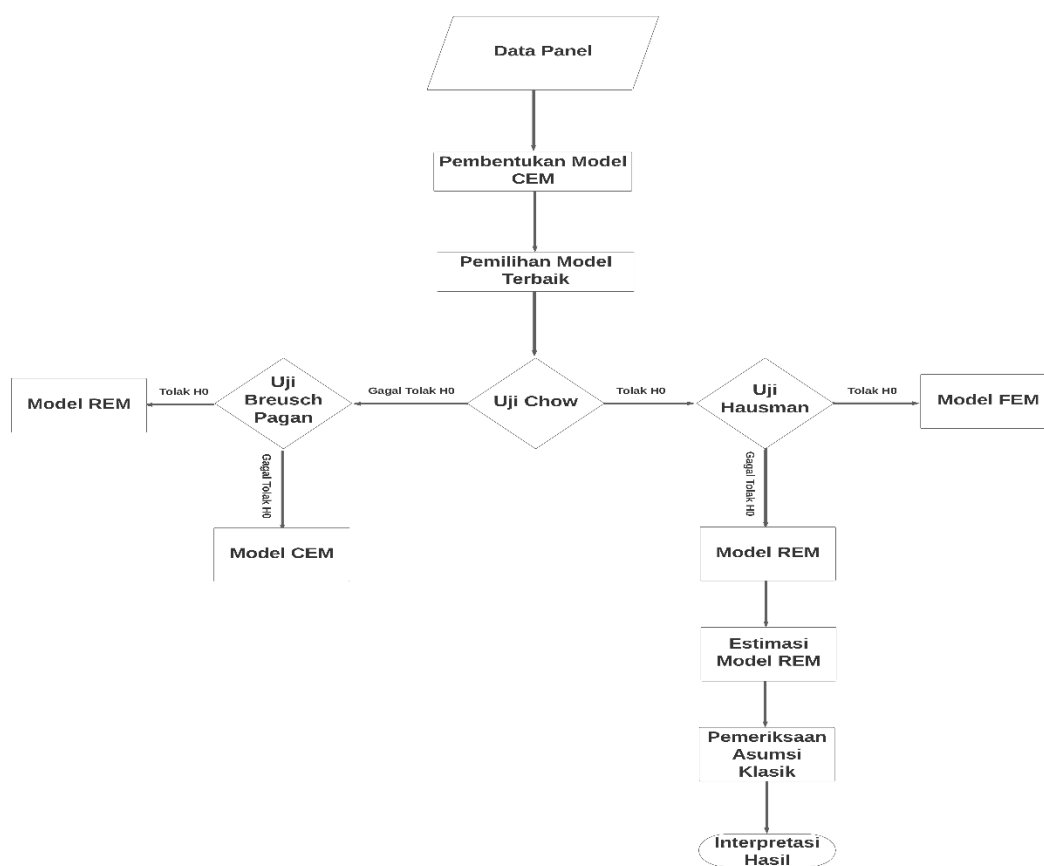 Data Panel
Pembentukan Model
CEM
Pemilihan Model
Terbaik
Uji Chow
Gagal Tolak H0
Uji
Breusch
Pagan
Tolak H0
Model REM
Gagal Tolak H0
Model CEM
Tolak H0
Uji
Hausman
Tolak H0
Model FEM
Gagal Tolak H0
Model REM
Estimasi
Model REM
Pemeriksaan
Asumsi
Klasik
Interpretasi
Hasil